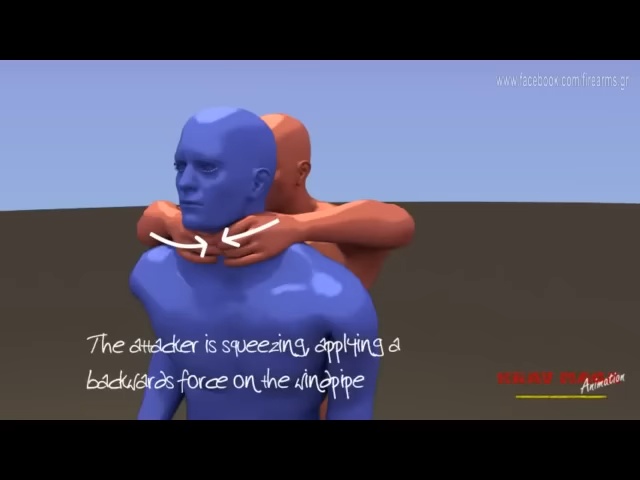 www.facebook.com/firearms.gr
The attacker is squeezing, applying a
backwards force on the windpipe
Animation